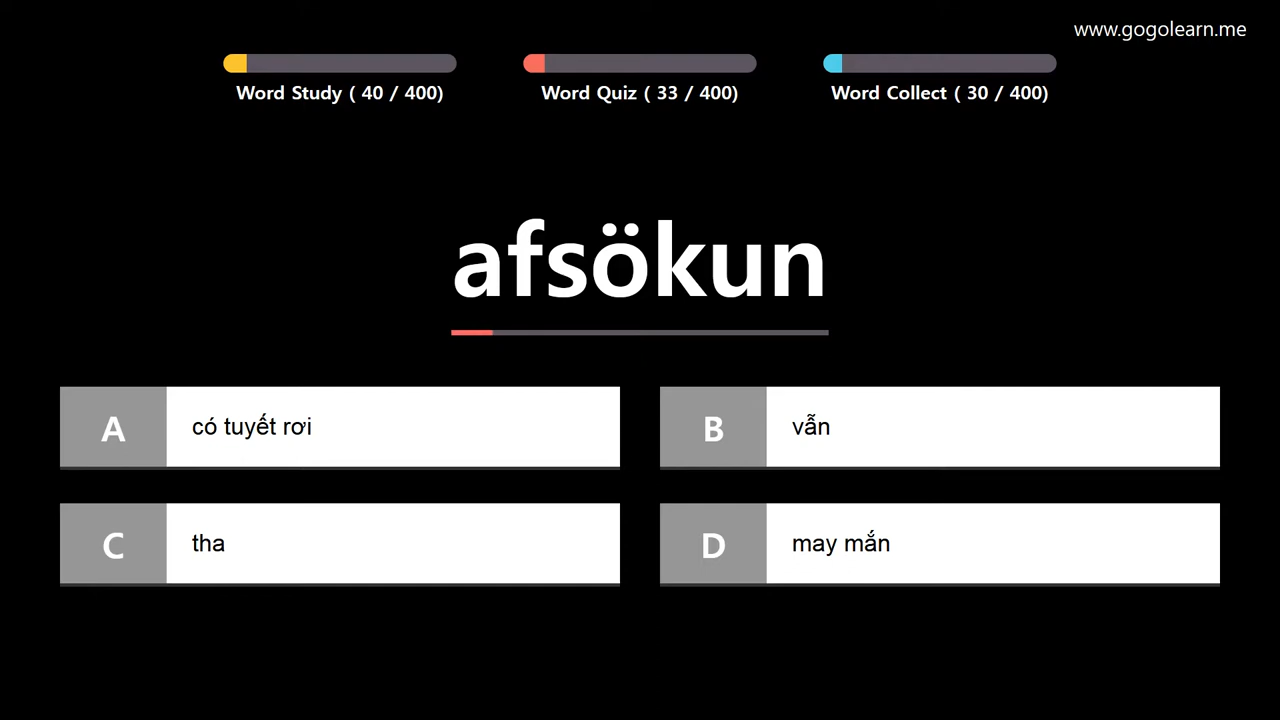 www.gogolearn.me
Word Study ( 40 / 400)
Word Quiz ( 33 / 400)
Word Collect ( 30 / 400)
afsökun
A
có tuyết rơi
B
vẫn
C
tha
D
may mắn